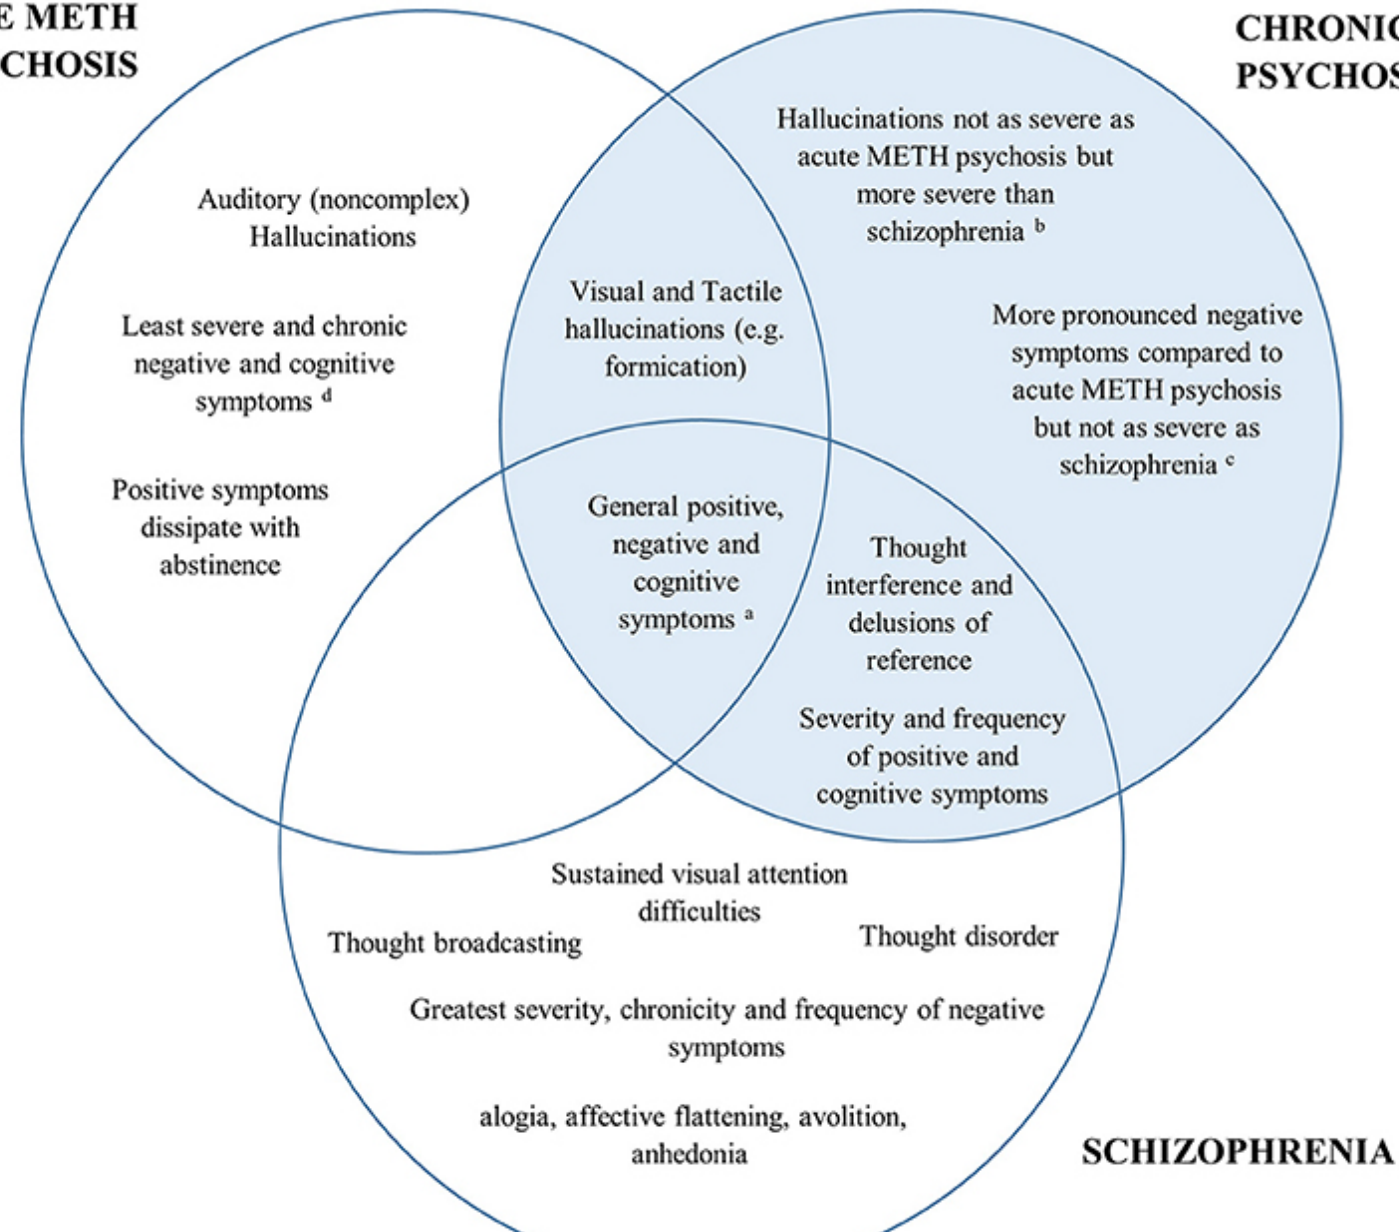 E METH
CHOSIS
CHRONIC
PSYCHOS
Auditory (noncomplex)
Hallucinations
Least severe and chronic
negative and cognitive
symptoms d
Positive symptoms
dissipate with
abstinence
Visual and Tactile
hallucinations (e.g.
formication)
Hallucinations not as severe as
acute METH psychosis but
more severe than
schizophrenia b
More pronounced negative
symptoms compared to
acute METH psychosis
but not as severe as
schizophrenia c
General positive,
negative and
cognitive
symptoms a
Thought
interference and
delusions of
reference
Severity and frequency
of positive and
cognitive symptoms
Sustained visual attention
difficulties
Thought broadcasting
Thought disorder
Greatest severity, chronicity and frequency of negative
symptoms
alogia, affective flattening, avolition,
anhedonia
SCHIZOPHRENIA